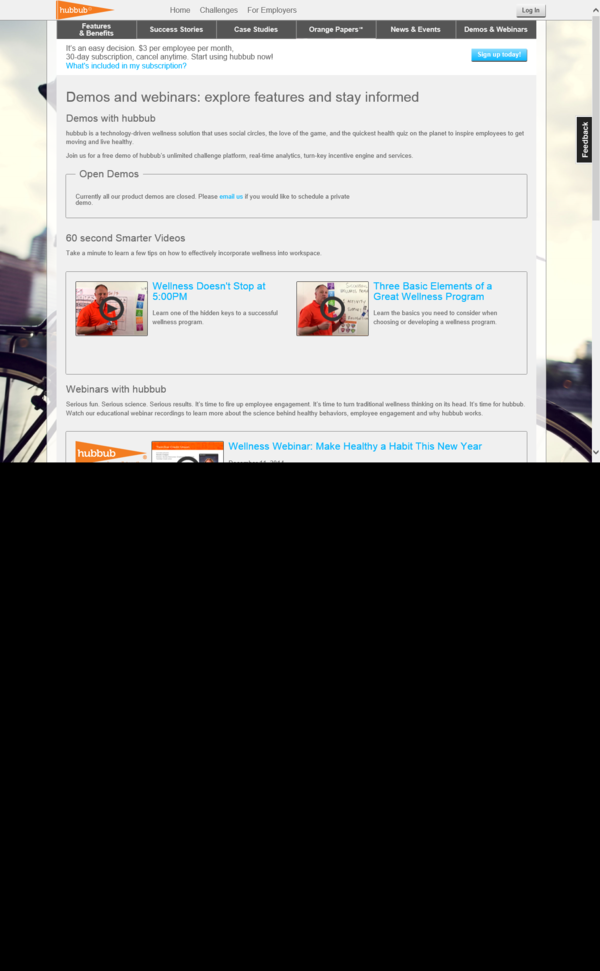 hubbub
Home Challenges For Employers
Log In
Features
& Benefits
Success Stories
Case Studies
Orange Papers™
News & Events
Demos & Webinars
It's an easy decision. $3 per employee per month,
30-day subscription, cancel anytime. Start using hubbub now!
What's included in my subscription?
Sign up today!
Feedback
Demos and webinars: explore features and stay informed
Demos with hubbub
hubbub is a technology-driven wellness solution that uses social circles, the love of the game, and the quickest health quiz on the planet to inspire employees to get
moving and live healthy.
Join us for a free demo of hubbub's unlimited challenge platform, real-time analytics, turn-key incentive engine and services.
Open Demos
Currently all our product demos are closed. Please email us if you would like to schedule a private
demo.
60 second Smarter Videos
Take a minute to learn a few tips on how to effectively incorporate wellness into workspace.
Wellness Doesn't Stop at
5:00PM
Learn one of the hidden keys to a successful
wellness program.
Three Basic Elements of a
Great Wellness Program
Learn the basics you need to consider when
choosing or developing a wellness program.
Webinars with hubbub
Serious fun. Serious science. Serious results. It's time to fire up employee engagement. It's time to turn traditional wellness thinking on its head. It's time for hubbub.
Watch our educational webinar recordings to learn more about the science behind healthy behaviors, employee engagement and why hubbub works.
hubbub
Wellness Webinar: Make Healthy a Habit This New Year